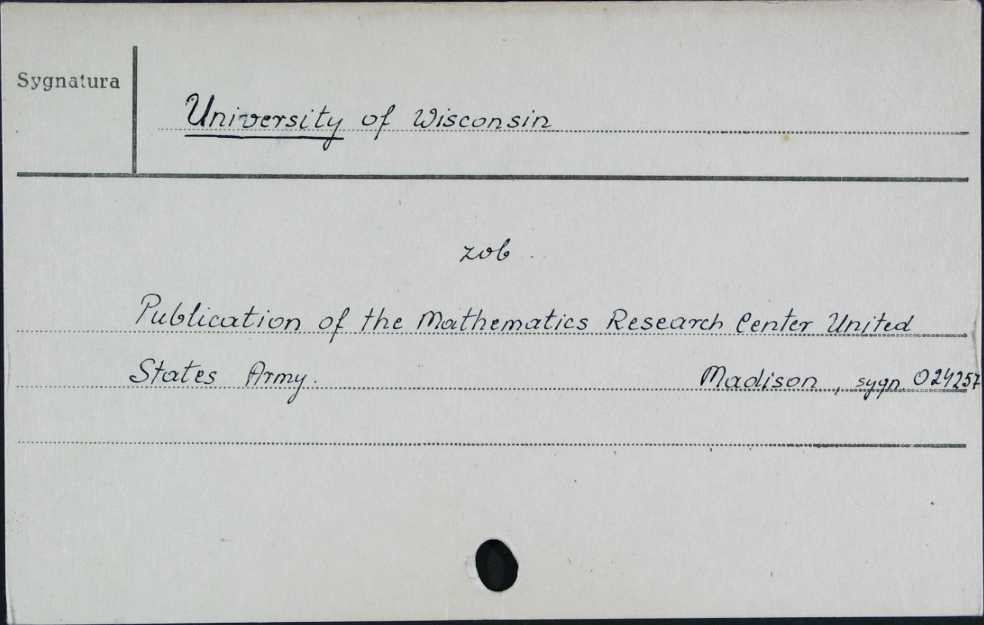 Sygnatura
University of Wisconsin
zob
Publication of the Mathematics Research Center United
States Army. Madison, sygn. 024257